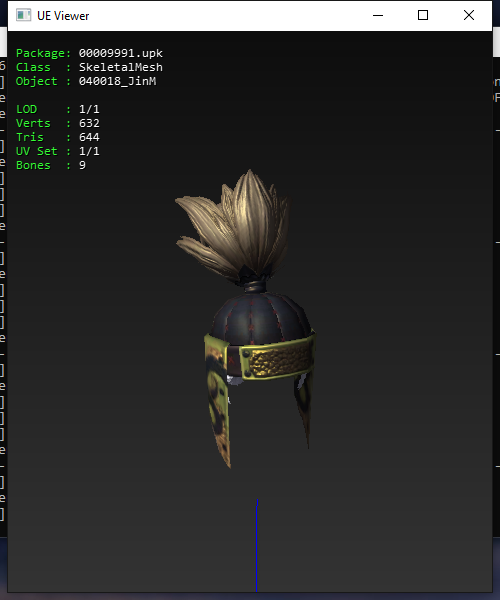 UE Viewer
Package: 00009991.upk
Class : SkeletalMesh
Object : 040018_JinM
LOD : 1/1
Verts : 632
Tris : 644
UV Set : 1/1
Bones : 9